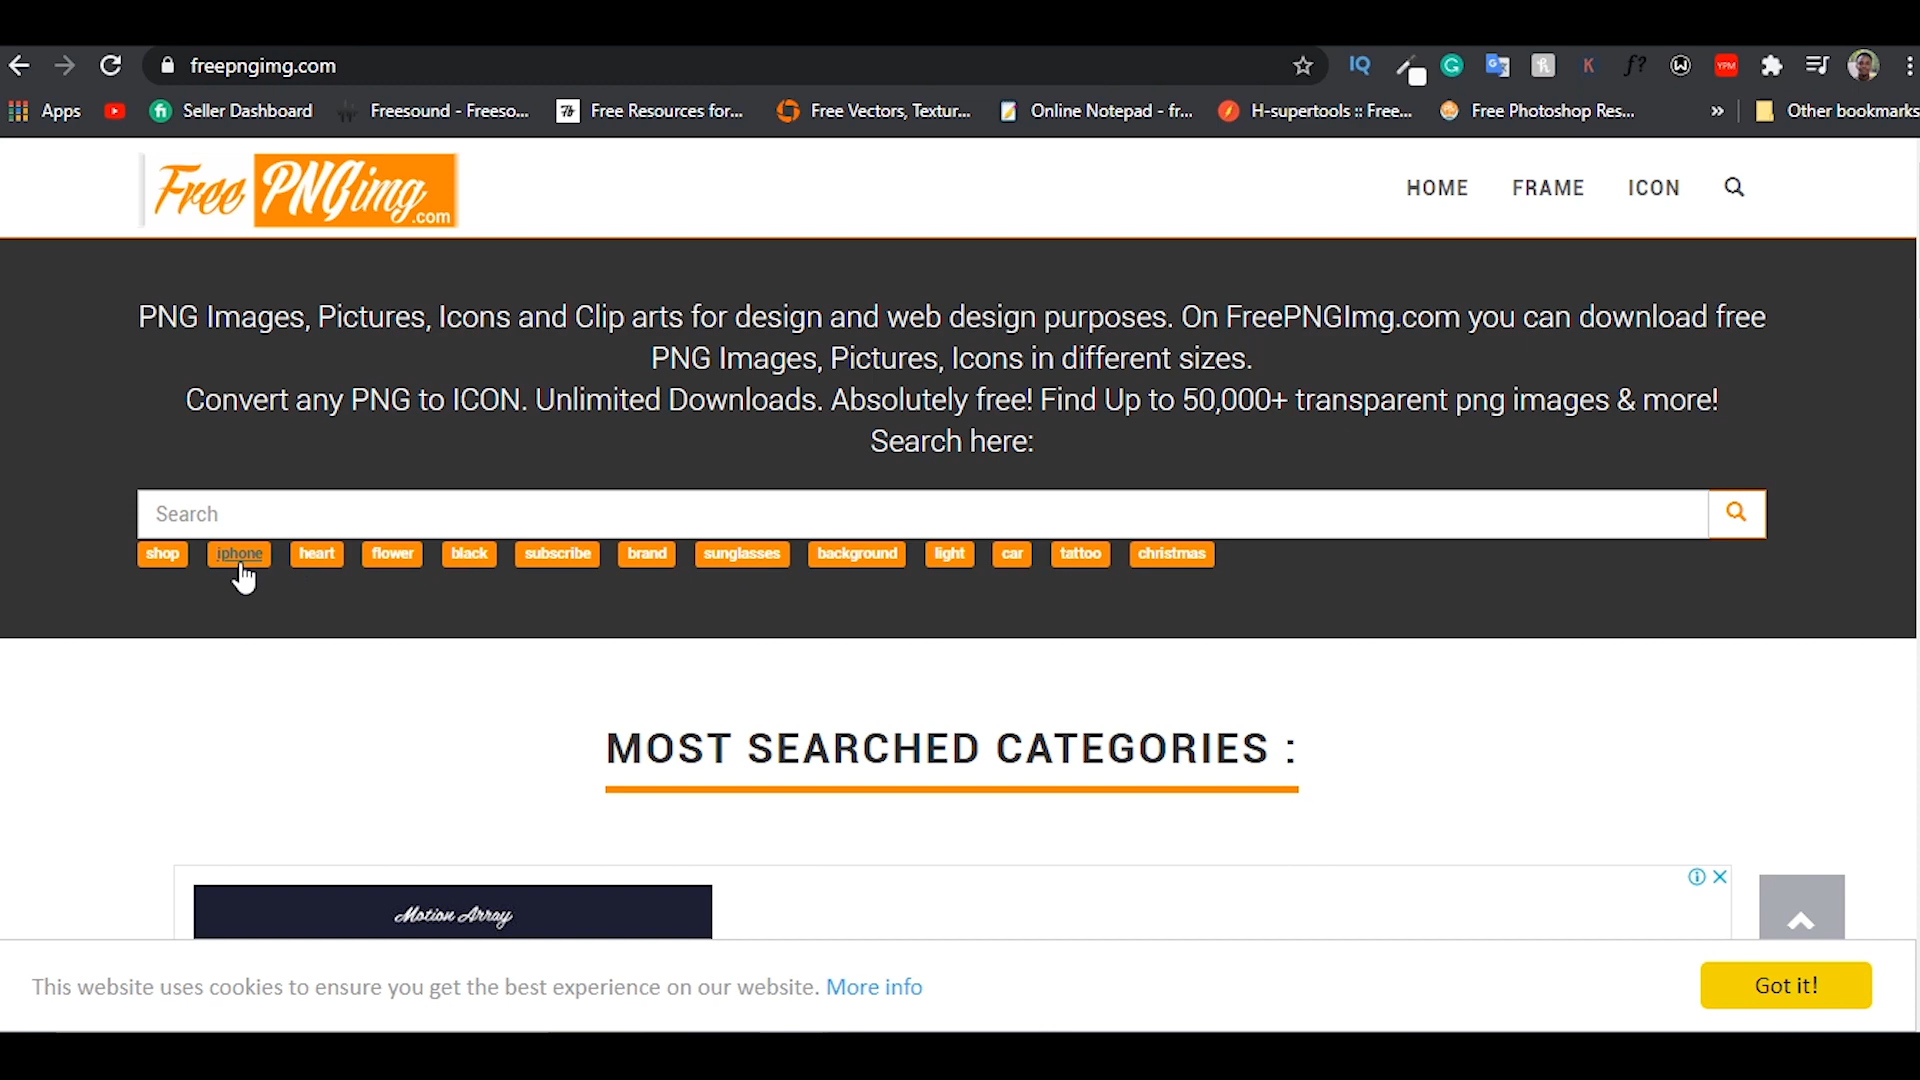 freepngimg.com
IQ
YPM
K
f?
Apps
Seller Dashboard
Freesound - Freeso...
Free Resources for...
Free Vectors, Textur...
Online Notepad - fr...
H-supertools :: Free...
Free Photoshop Res...
»
Other bookmarks
Free PNGimg.com
HOME
FRAME
ICON
PNG Images, Pictures, Icons and Clip arts for design and web design purposes. On FreePNGImg.com you can download free
PNG Images, Pictures, Icons in different sizes.
Convert any PNG to ICON. Unlimited Downloads. Absolutely free! Find Up to 50,000+ transparent png images & more!
Search here:
Search
shop iphone heart flower black subscribe brand sunglasses background light car tattoo christmas
MOST SEARCHED CATEGORIES :
Motion Array
This website uses cookies to ensure you get the best experience on our website. More info
Got it!